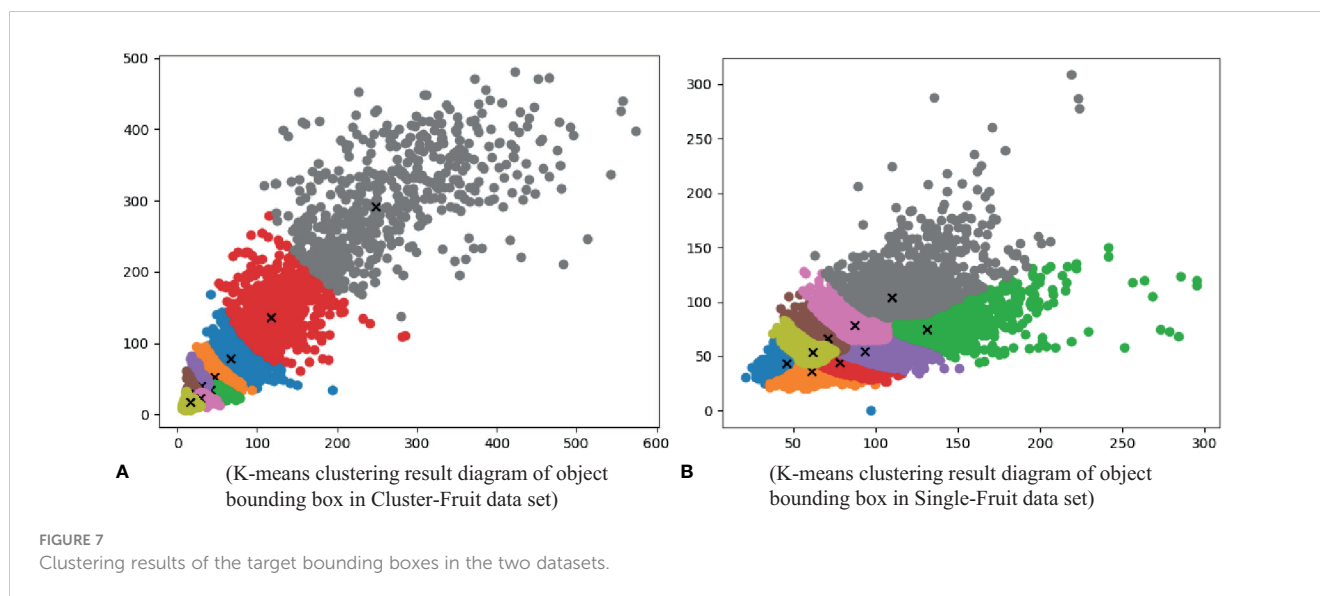 500
400
300
200
100
0
0 100 200 300 400 500 600
A (K-means clustering result diagram of object
bounding box in Cluster-Fruit data set)
300
250
200
150
100
50
0
50 100 150 200 250 300
B (K-means clustering result diagram of object
bounding box in Single-Fruit data set)
FIGURE 7
Clustering results of the target bounding boxes in the two datasets.